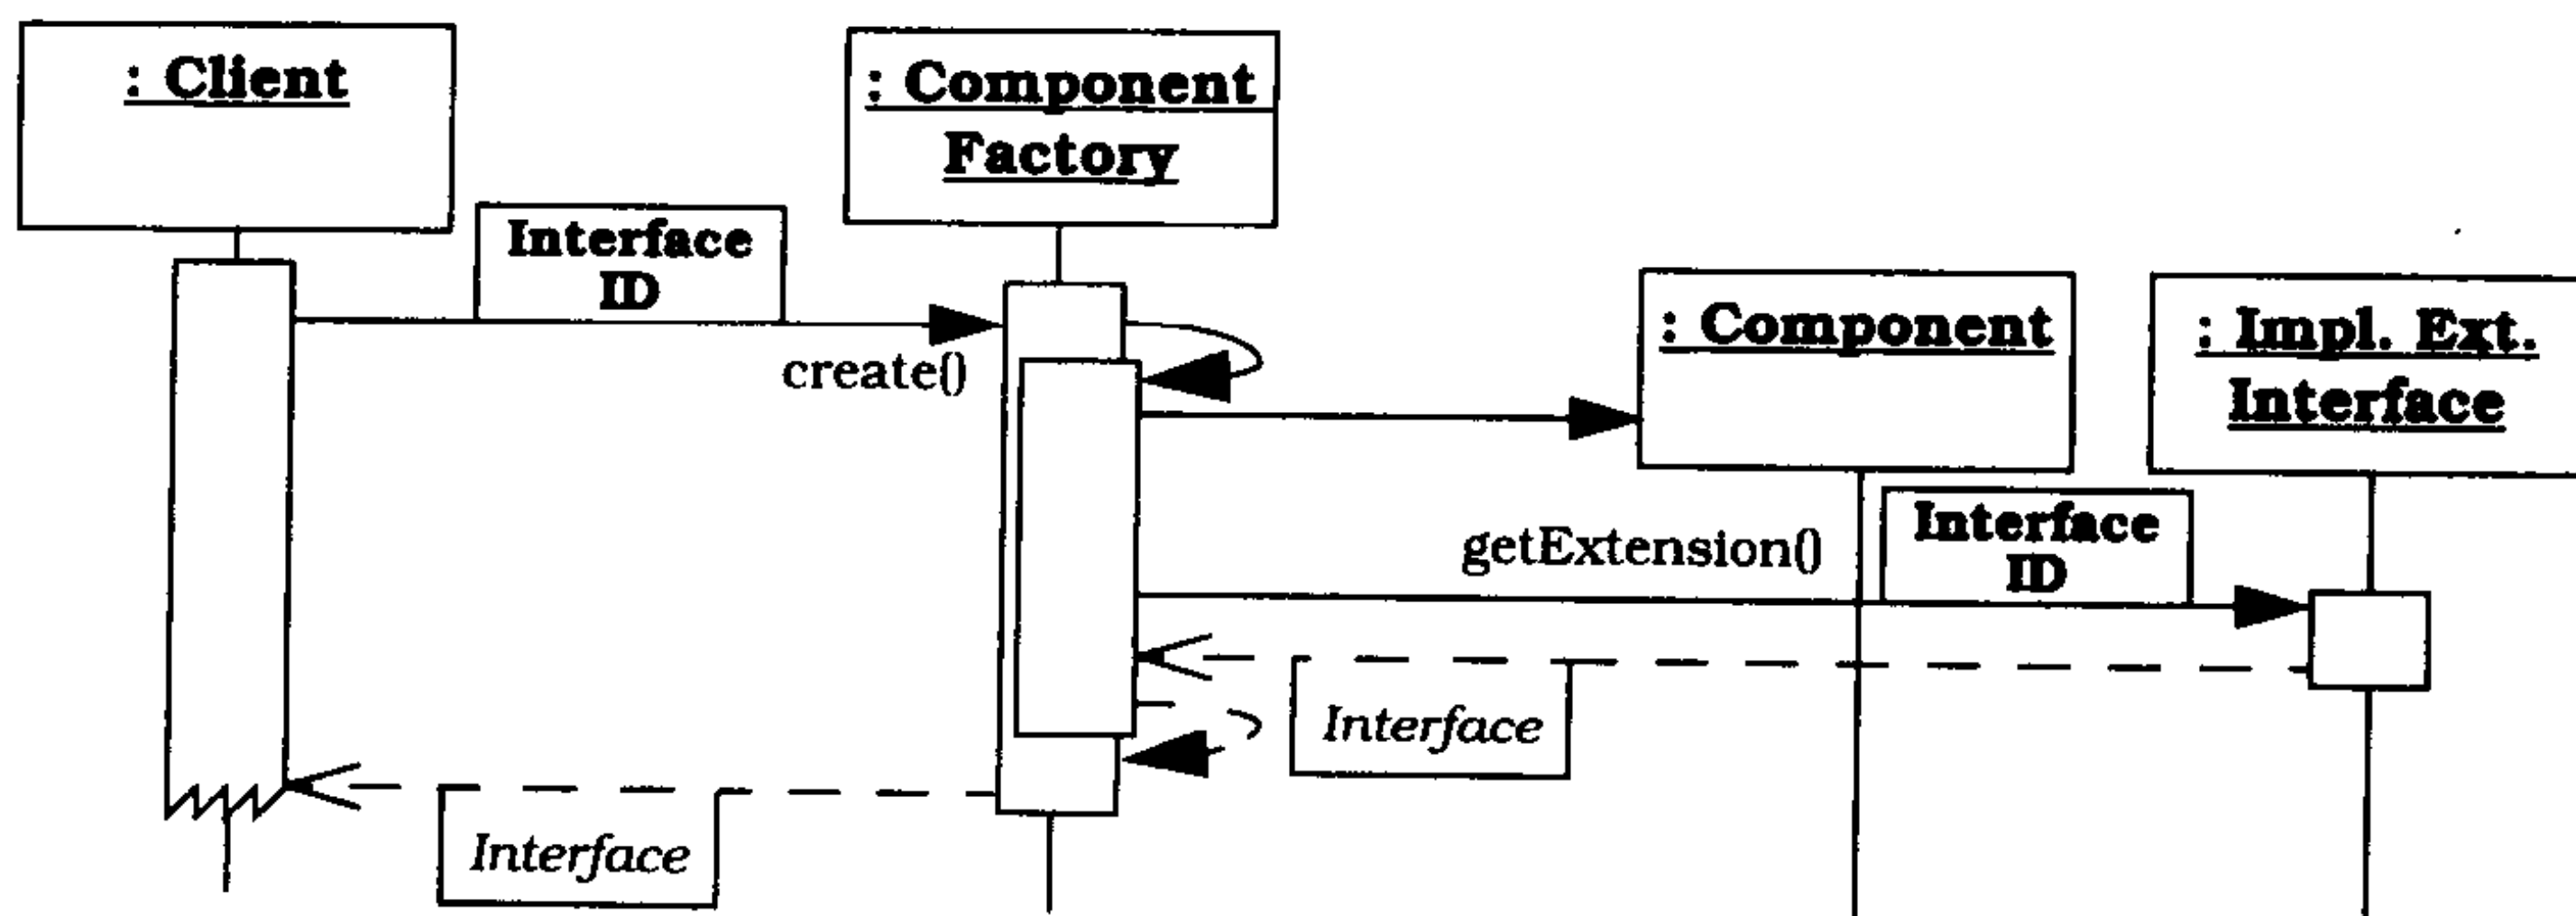 : Client
: Component
Factory
Interface
ID
create()
: Component
: Impl. Ext.
Interface
getExtension()
Interface
ID
Interface
Interface